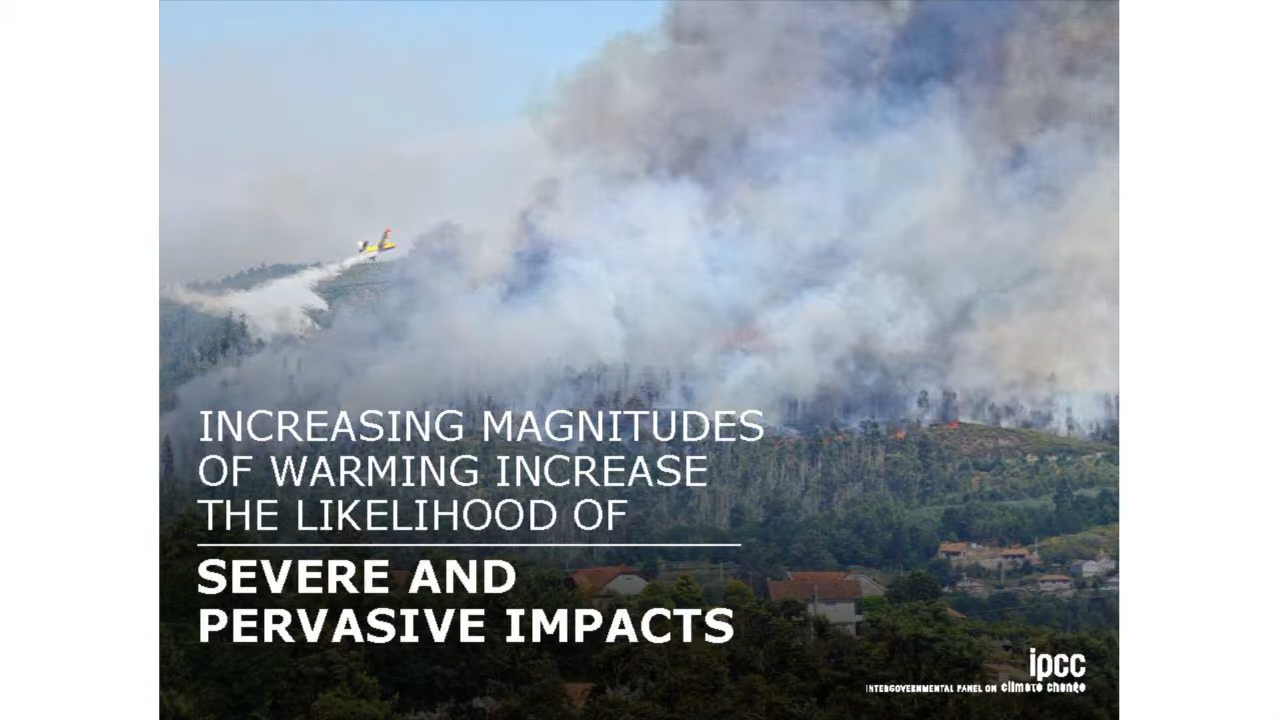 INCREASING MAGNITUDES
OF WARMING INCREASE
THE LIKELIHOOD OF
SEVERE AND
PERVASIVE IMPACTS
ipcc
INTERGOVERNMENTAL PANEL ON climate change